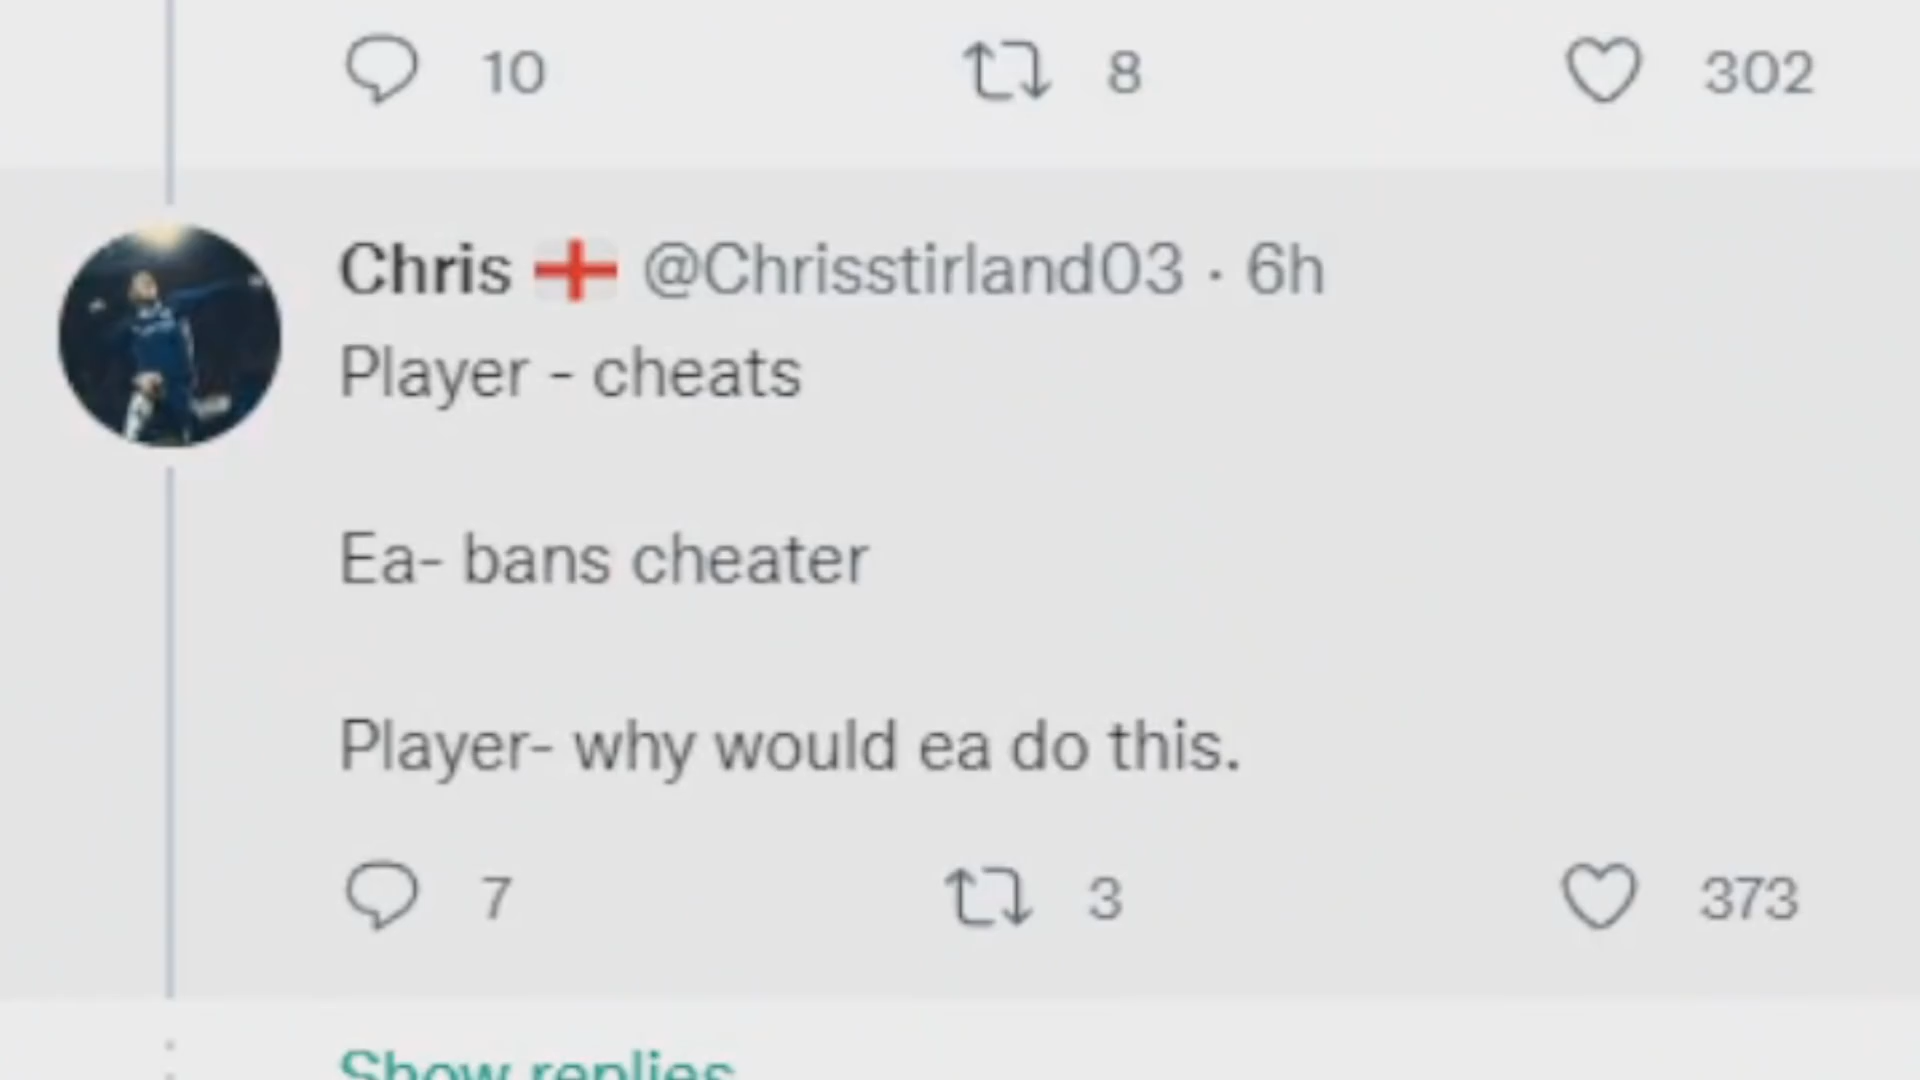 10 8 302
Chris @Chrisstirland03 · 6h
Player - cheats
Ea- bans cheater
Player- why would ea do this.
7 3 373
Show replies